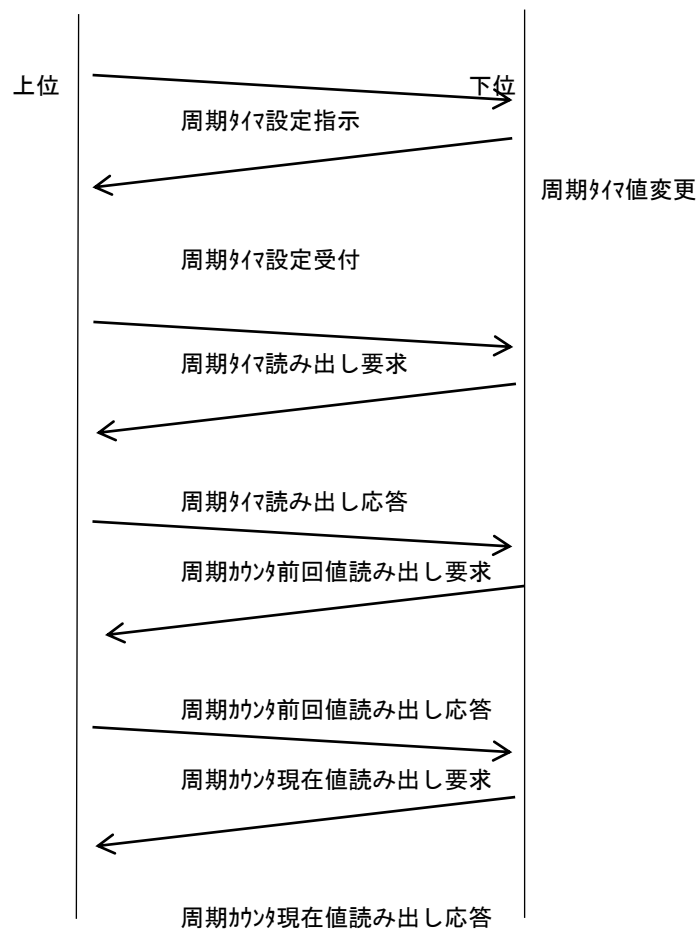 上位
下位
周期ﾀｲﾏ設定指示
周期ﾀｲﾏ値変更
周期ﾀｲﾏ設定受付
周期ﾀｲﾏ読み出し要求
周期ﾀｲﾏ読み出し応答
周期ｶｳﾝﾀ前回値読み出し要求
周期ｶｳﾝﾀ前回値読み出し応答
周期ｶｳﾝﾀ現在値読み出し要求
周期ｶｳﾝﾀ現在値読み出し応答